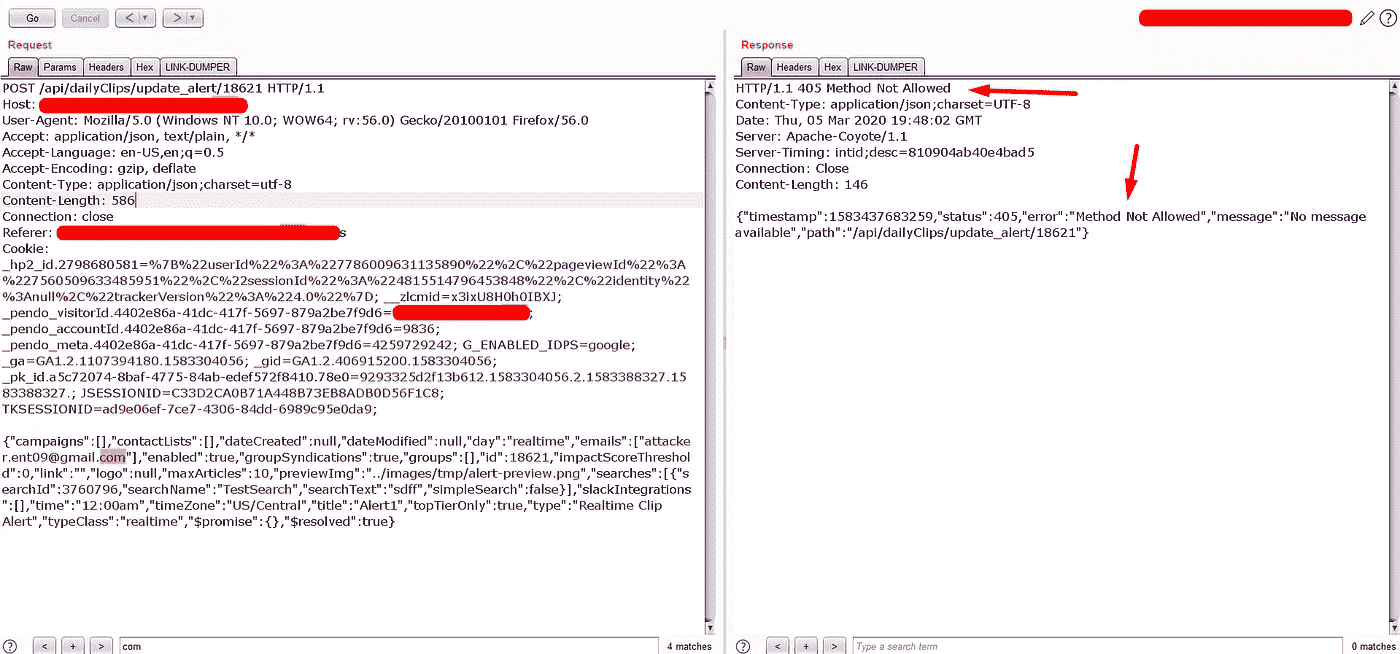 Go
Cancel
<
>
?
Request
Raw
Params
Headers
Hex
LINK-DUMPER
POST /api/dailyClips/update_alert/18621 HTTP/1.1
Host:
User-Agent: Mozilla/5.0 (Windows NT 10.0; WOW64; rv:56.0) Gecko/20100101 Firefox/56.0
Accept: application/json, text/plain, */*
Accept-Language: en-US,en;q=0.5
Accept-Encoding: gzip, deflate
Content-Type: application/json;charset=utf-8
Content-Length: 586
Connection: close
Referer: s
Cookie:
_hp2_id.2798680581=%7B%22userId%22%3A%227786009631135890%22%2C%22pageviewId%22%3A
%227560509633485951%22%2C%22sessionId%22%3A%224815514796453848%22%2C%22identity%22
%3Anull%2C%22trackerVersion%22%3A%224.0%22%7D; __zlcmid=x3ixU8H0h0IBXJ;
_pendo_visitorId.4402e86a-41dc-417f-5697-879a2be7f9d6= ;
_pendo_accountId.4402e86a-41dc-417f-5697-879a2be7f9d6=9836;
_pendo_meta.4402e86a-41dc-417f-5697-879a2be7f9d6=4259729242; G_ENABLED_IDPS=google;
_ga=GA1.2.1107394180.1583304056; _gid=GA1.2.406915200.1583304056;
_pk_id.a5c72074-8baf-4775-84ab-edef572f8410.78e0=9293325d2f13b612.1583304056.2.1583388327.15
83388327.; JSESSIONID=C33D2CA0B71A448B73EB8ADB0D56F1C8;
TKSESSIONID=ad9e06ef-7ce7-4306-84dd-6989c95e0da9;
{"campaigns":[],"contactLists":[],"dateCreated":null,"dateModified":null,"day":"realtime","emails":["attacke
r.ent09@gmail.com"],"enabled":true,"groupSyndications":true,"groups":[],"id":18621,"impactScoreThreshol
d":0,"link":"","logo":null,"maxArticles":10,"previewImg":"../images/tmp/alert-preview.png","searches":[{"s
earchId":3760796,"searchName":"TestSearch","searchText":"sdff","simpleSearch":false}],"slackIntegrations
":[],"time":"12:00am","timeZone":"US/Central","title":"Alert1","topTierOnly":true,"type":"Realtime Clip
Alert","typeClass":"realtime","$promise":{},"$resolved":true}
?
<
+
>
com
4 matches
Response
Raw
Headers
Hex
LINK-DUMPER
HTTP/1.1 405 Method Not Allowed
Content-Type: application/json;charset=UTF-8
Date: Thu, 05 Mar 2020 19:48:02 GMT
Server: Apache-Coyote/1.1
Server-Timing: intid;desc=810904ab40e4bad5
Connection: Close
Content-Length: 146
{"timestamp":1583437683259,"status":405,"error":"Method Not Allowed","message":"No message
available","path":"/api/dailyClips/update_alert/18621"}
?
<
+
>
Type a search term
0 matches